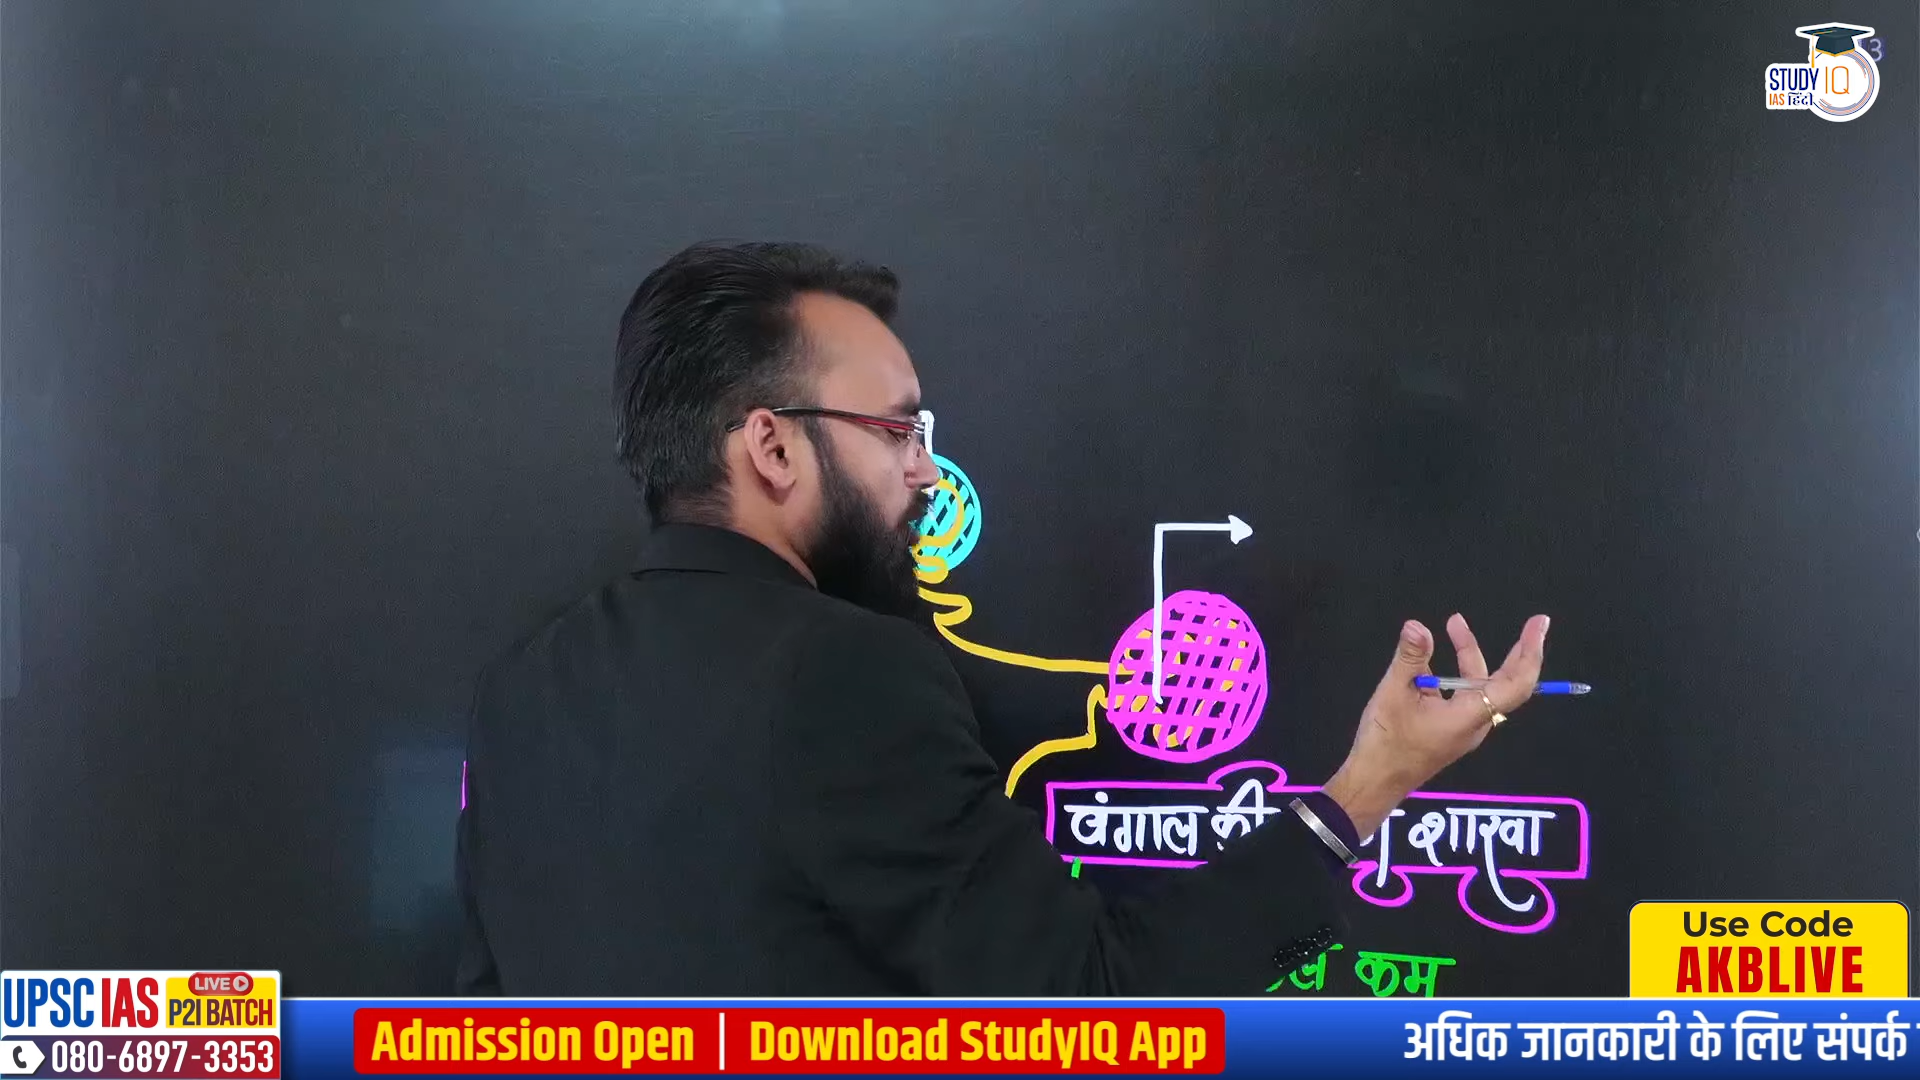 STUDY IQ
IAS हिंदी
3
बंगाल की शाखा
कम
Use Code
AKBLIVE
UPSC IAS LIVE P2I BATCH
080-6897-3353
Admission Open | Download StudyIQ App
अधिक जानकारी के लिए संपर्क